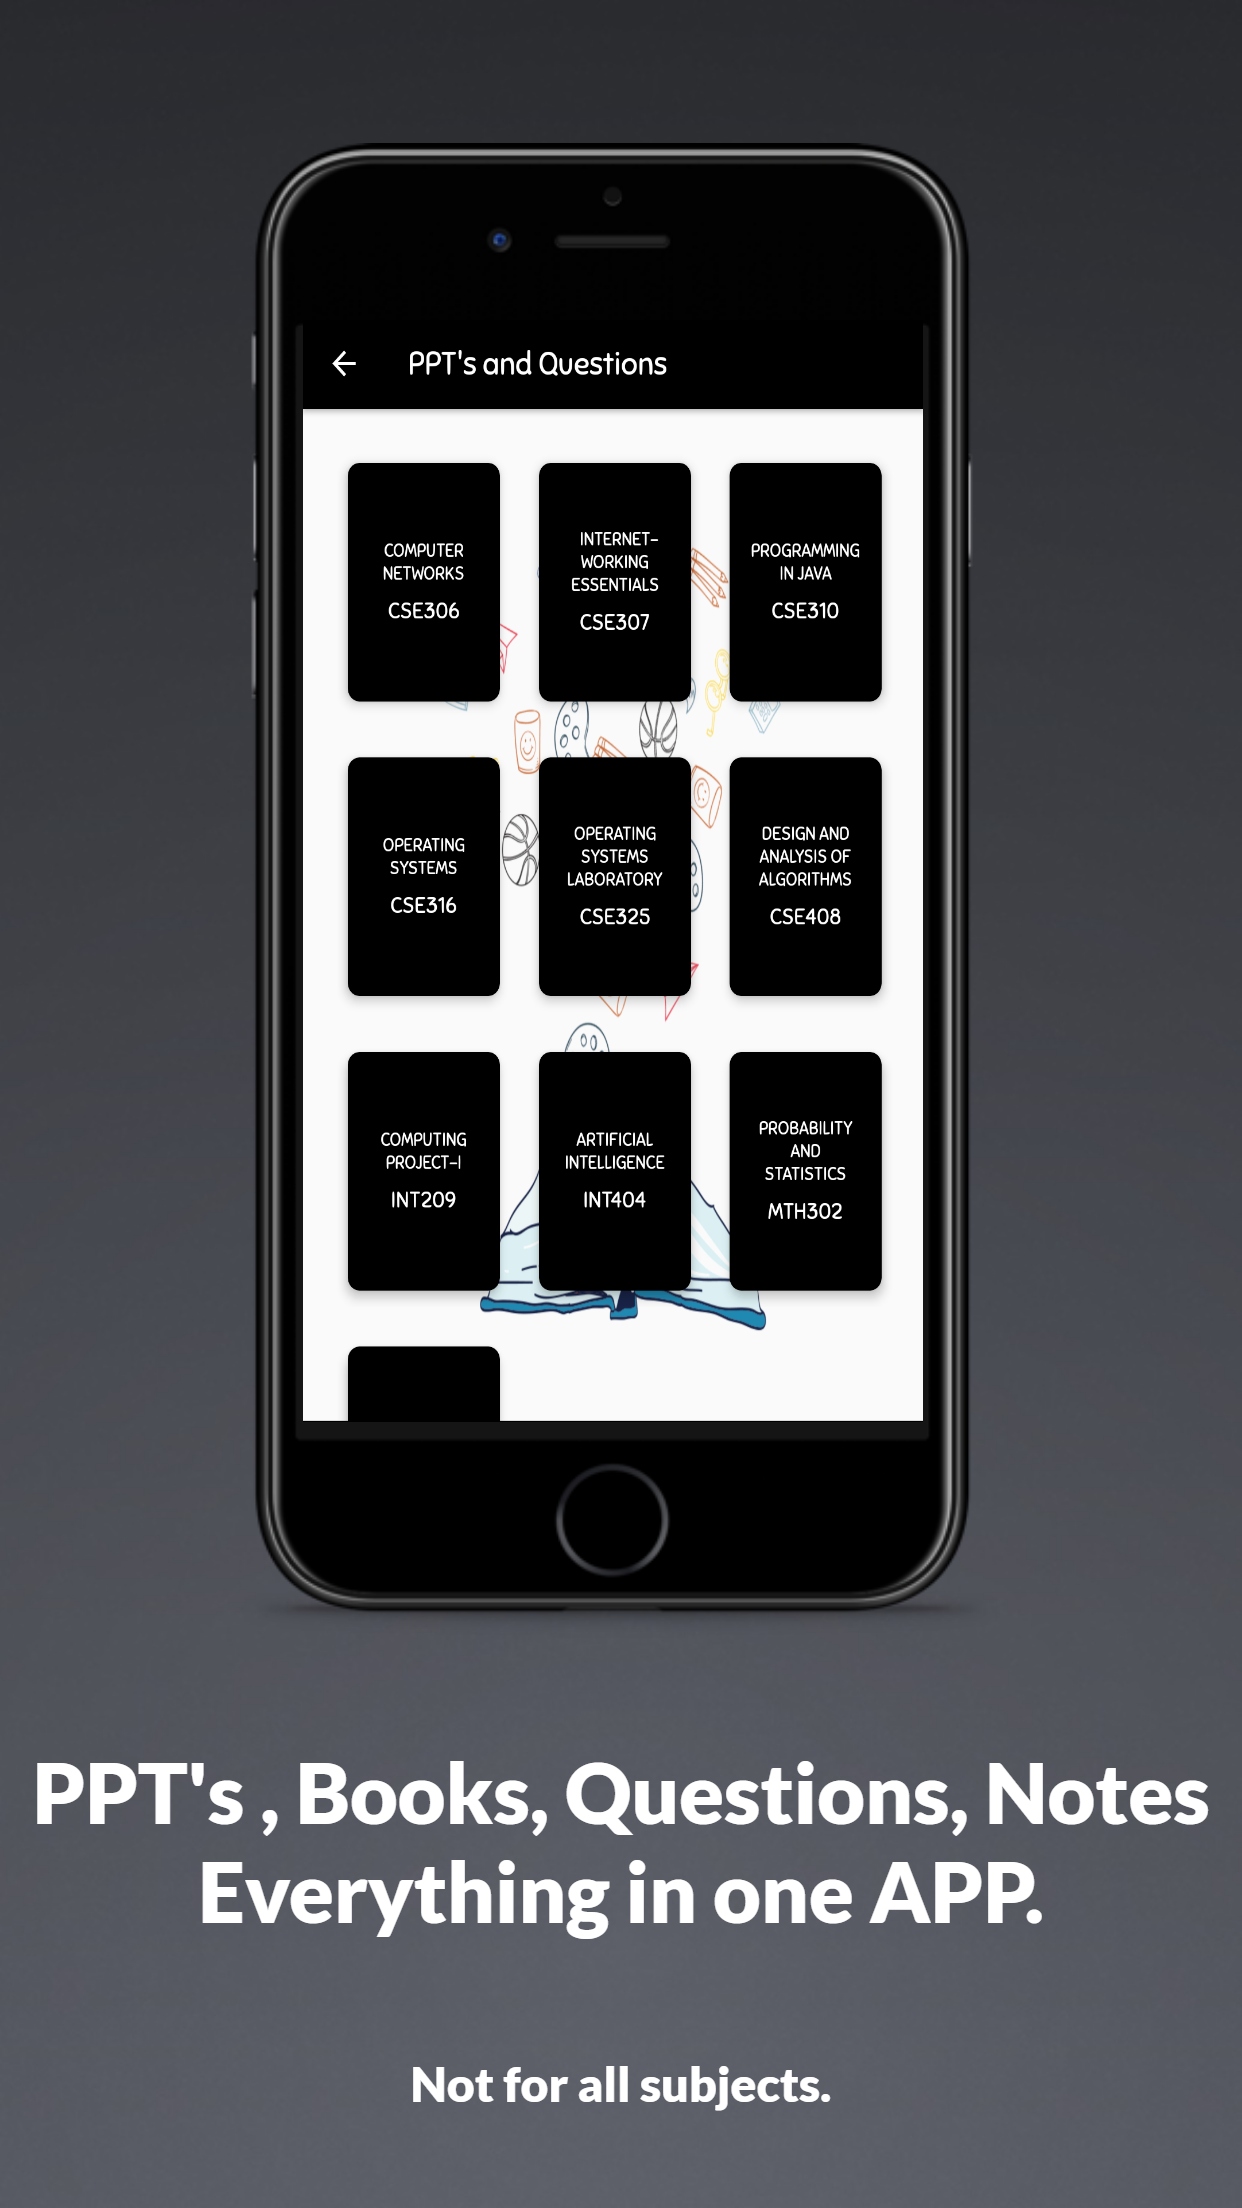 PPT's and Questions
COMPUTER
NETWORKS
CSE306
INTERNET-
WORKING
ESSENTIALS
CSE307
PROGRAMMING
IN JAVA
CSE310
OPERATING
SYSTEMS
CSE316
OPERATING
SYSTEMS
LABORATORY
CSE325
DESIGN AND
ANALYSIS OF
ALGORITHMS
CSE408
COMPUTING
PROJECT-I
INT209
ARTIFICIAL
INTELLIGENCE
INT404
PROBABILITY
AND
STATISTICS
MTH302
PPT's , Books, Questions, Notes
Everything in one APP.
Not for all subjects.